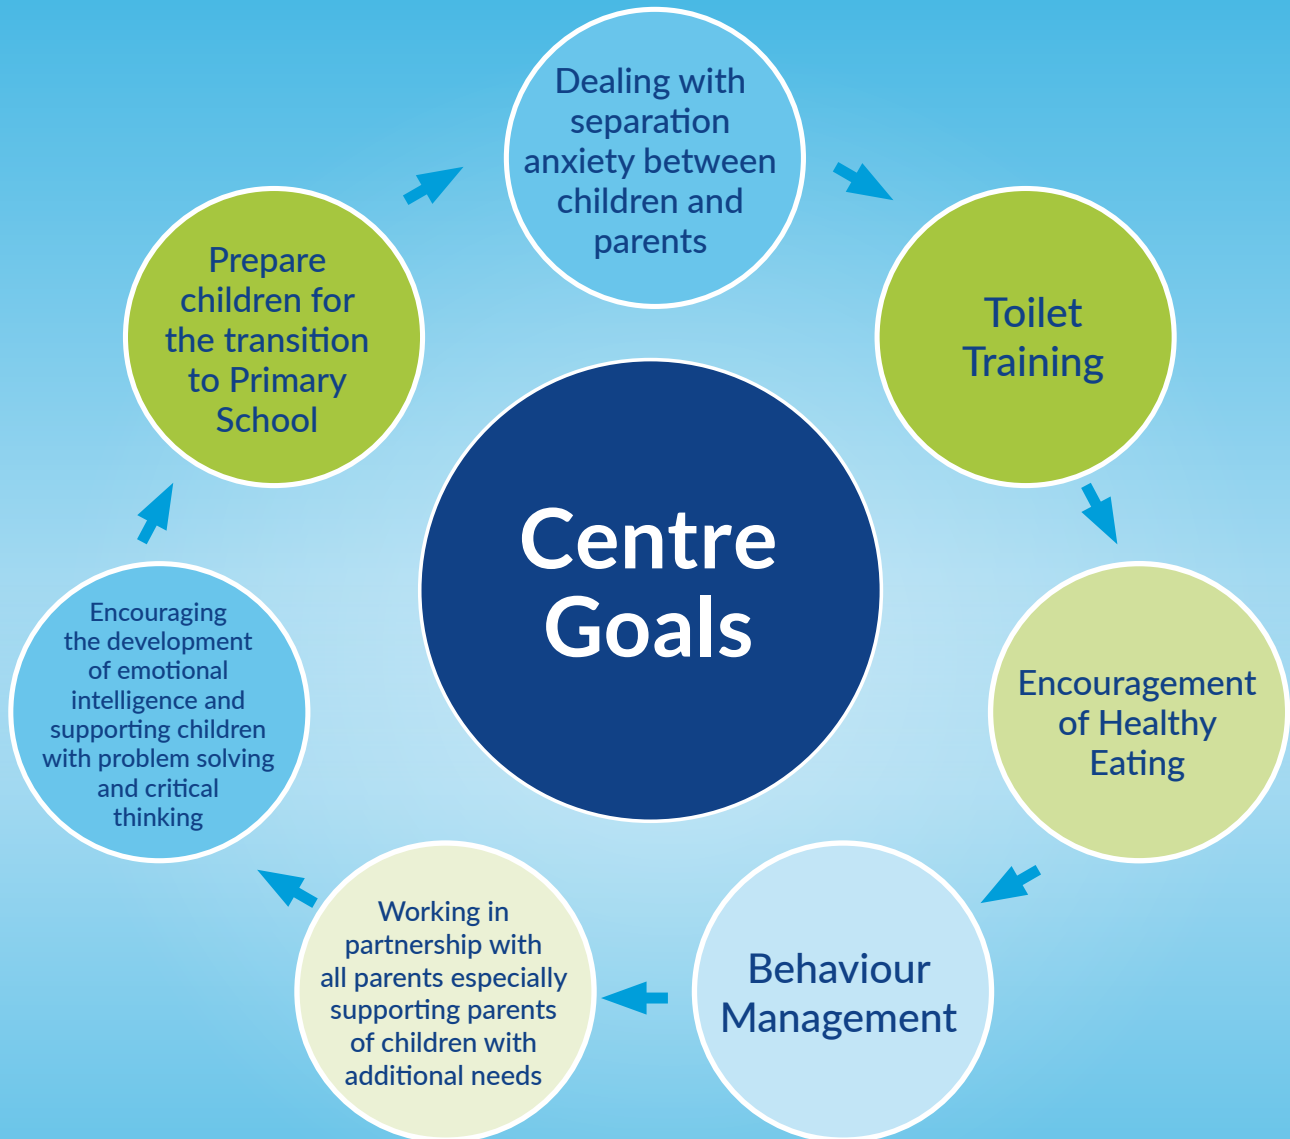 Dealing with
separation
anxiety between
children and
parents
Toilet
Training
Encouragement
of Healthy
Eating
Behaviour
Management
Working in
partnership with
all parents especially
supporting parents
of children with
additional needs
Encouraging
the development
of emotional
intelligence and
supporting children
with problem solving
and critical
thinking
Prepare
children for
the transition
to Primary
School
Centre
Goals